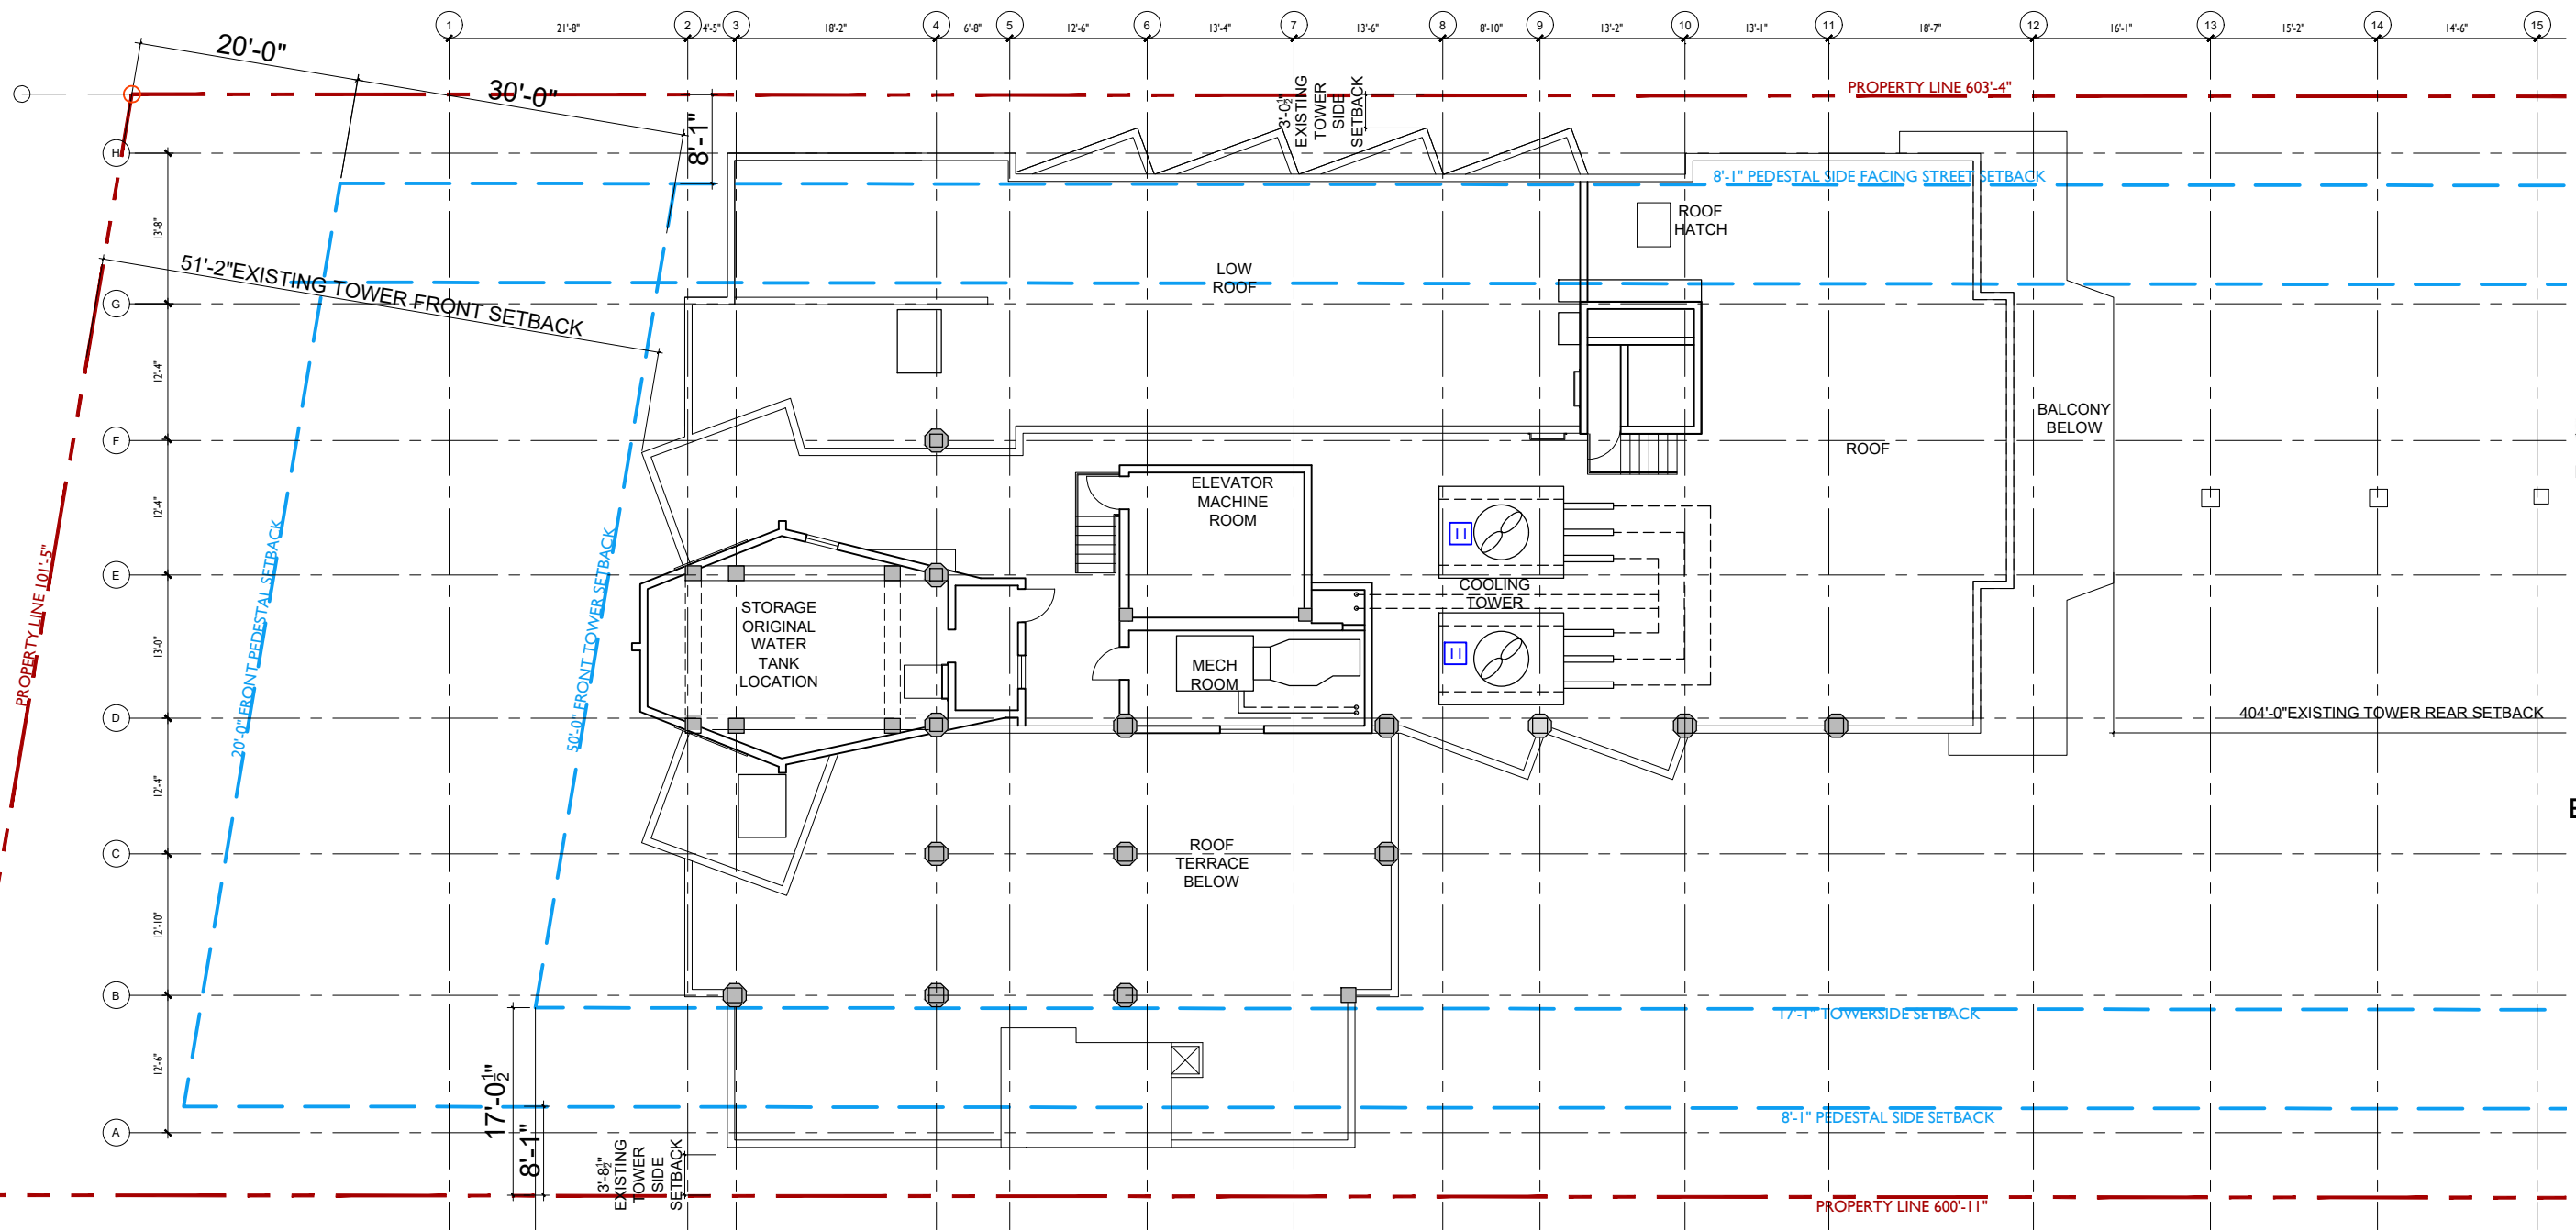 1
2
3
4
5
6
7
8
9
10
11
12
13
14
15
21'-8"
4'-5"
18'-2"
6'-8"
12'-6"
13'-4"
13'-6"
8'-10"
13'-2"
13'-1"
18'-7"
16'-1"
15'-2"
14'-6"
20'-0"
30'-0"
8'-1"
3'-0½"
EXISTING
TOWER
SIDE
SETBACK
PROPERTY LINE 603'-4"
H
13'-8"
8'-1" PEDESTAL SIDE FACING STREET SETBACK
ROOF
HATCH
LOW
ROOF
51'-2"EXISTING TOWER FRONT SETBACK
G
12'-4"
BALCONY
BELOW
F
ROOF
ELEVATOR
MACHINE
ROOM
12'-4"
PROPERTY LINE 101'-5"
20'-0" FRONT PEDESTAL SETBACK
50'-0" FRONT TOWER SETBACK
E
COOLING
TOWER
STORAGE
ORIGINAL
WATER
TANK
LOCATION
13'-0"
MECH
ROOM
D
404'-0"EXISTING TOWER REAR SETBACK
12'-4"
C
ROOF
TERRACE
BELOW
12'-10"
B
17'-1" TOWERSIDE SETBACK
12'-6"
17'-0½"
8'-1"
8'-1" PEDESTAL SIDE SETBACK
A
3'-8½"
EXISTING
TOWER
SIDE
SETBACK
PROPERTY LINE 600'-11"